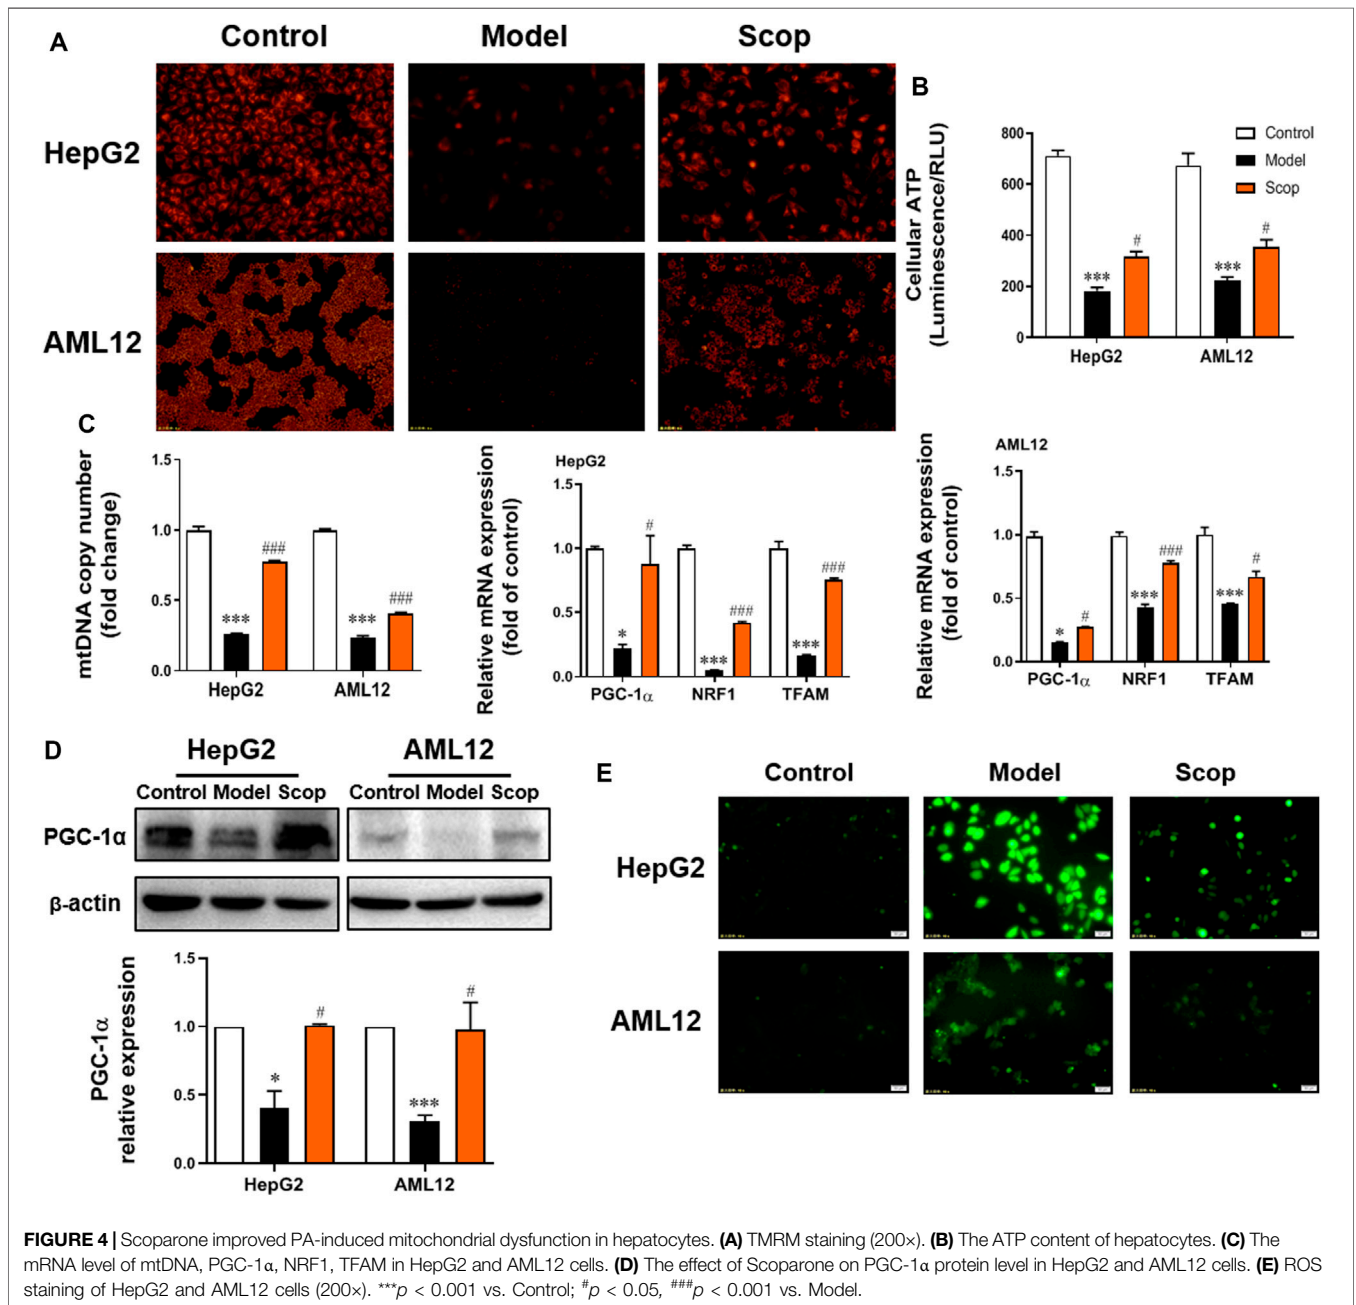 A
Control
Model
Scop
HepG2
AML12
B
Cellular ATP
(Luminescence/RLU)
800
600
400
200
0
Control
Model
Scop
#
#
***
***
HepG2
AML12
C
mtDNA copy number
(fold change)
1.5
1.0
0.5
0.0
***
###
***
###
HepG2
AML12
HepG2
Relative mRNA expression
(fold of control)
1.5
1.0
0.5
0.0
*
#
***
###
***
###
PGC-1α
NRF1
TFAM
AML12
Relative mRNA expression
(fold of control)
1.5
1.0
0.5
0.0
*
#
***
###
***
#
PGC-1α
NRF1
TFAM
D
HepG2
AML12
Control Model Scop
Control Model Scop
PGC-1α
β-actin
PGC-1α
relative expression
1.5
1.0
0.5
0.0
*
#
***
#
HepG2
AML12
E
Control
Model
Scop
HepG2
AML12
FIGURE 4 | Scoparone improved PA-induced mitochondrial dysfunction in hepatocytes. (A) TMRM staining (200×). (B) The ATP content of hepatocytes. (C) The
mRNA level of mtDNA, PGC-1α, NRF1, TFAM in HepG2 and AML12 cells. (D) The effect of Scoparone on PGC-1α protein level in HepG2 and AML12 cells. (E) ROS
staining of HepG2 and AML12 cells (200×). ***p < 0.001 vs. Control; #p < 0.05, ###p < 0.001 vs. Model.